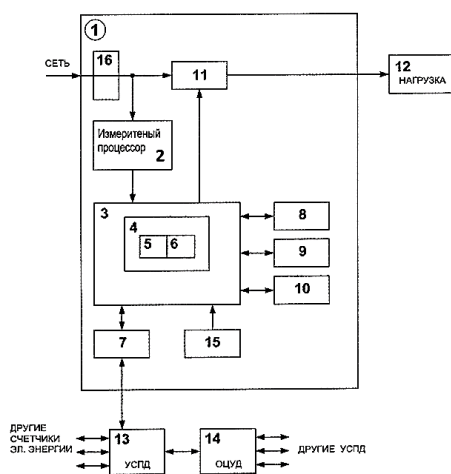 1
16
СЕТЬ
11
12
НАГРУЗКА
Измеритеный
процессор
2
3
4
5
6
8
9
10
7
15
ДРУГИЕ
СЧЕТЧИКИ
ЭЛ. ЭНЕРГИИ
13
УСПД
14
ОЦУД
ДРУГИЕ УСПД